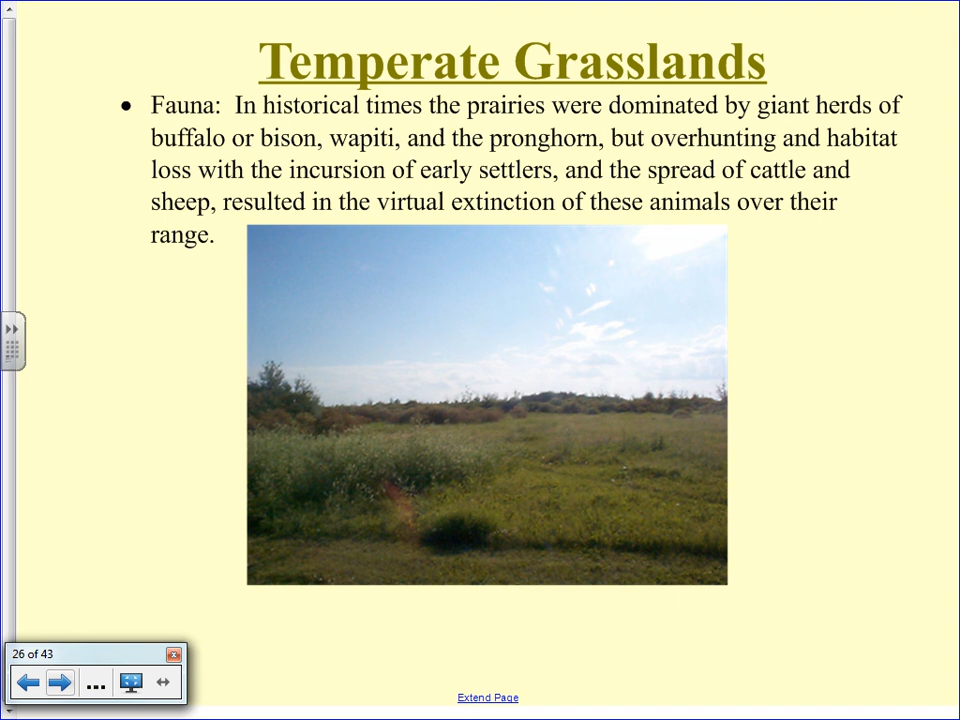 Temperate Grasslands
• Fauna: In historical times the prairies were dominated by giant herds of
buffalo or bison, wapiti, and the pronghorn, but overhunting and habitat
loss with the incursion of early settlers, and the spread of cattle and
sheep, resulted in the virtual extinction of these animals over their
range.
26 of 43
...
Extend Page